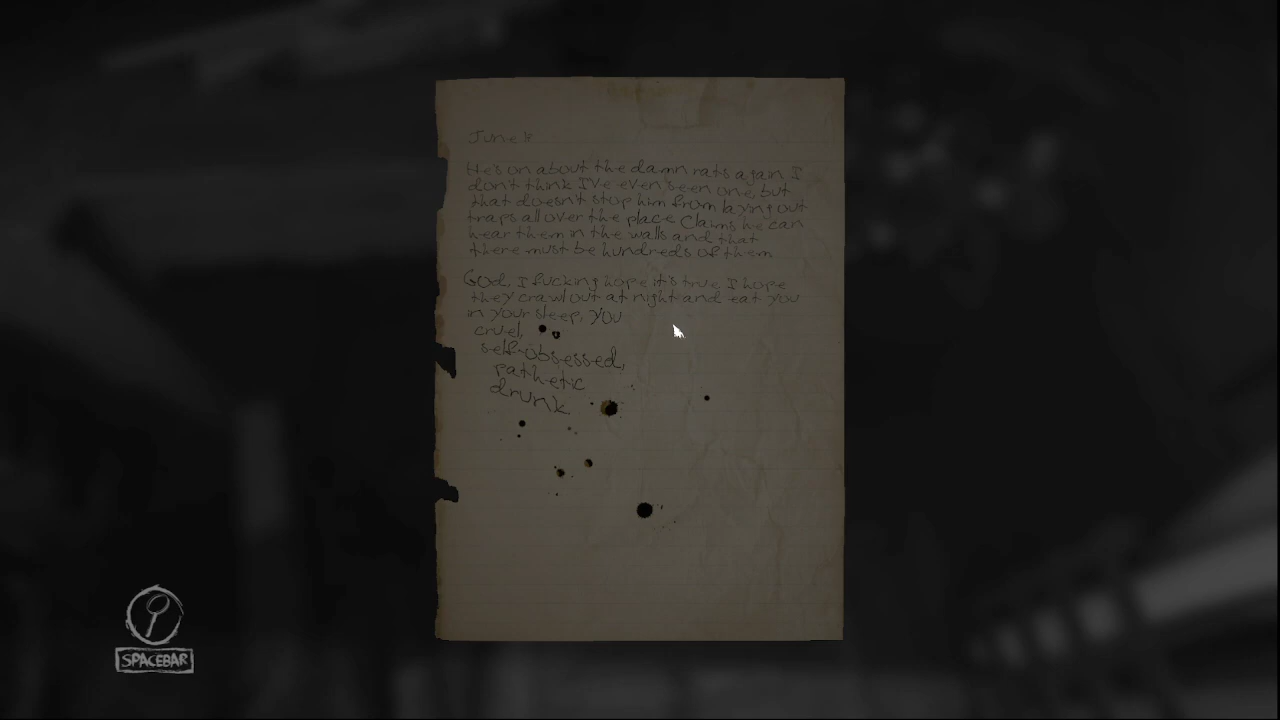 June 8
He's on about the damn rats again I
don't think I've even seen one, but
that doesn't stop him from laying out
traps all over the place Claims he can
hear them in the walls and that
there must be hundreds of them
God, I fucking hope it's true I hope
they crawl out at night and eat you
in your sleep, you
cruel,
self-obsessed,
pathetic
drunk
SPACEBAR